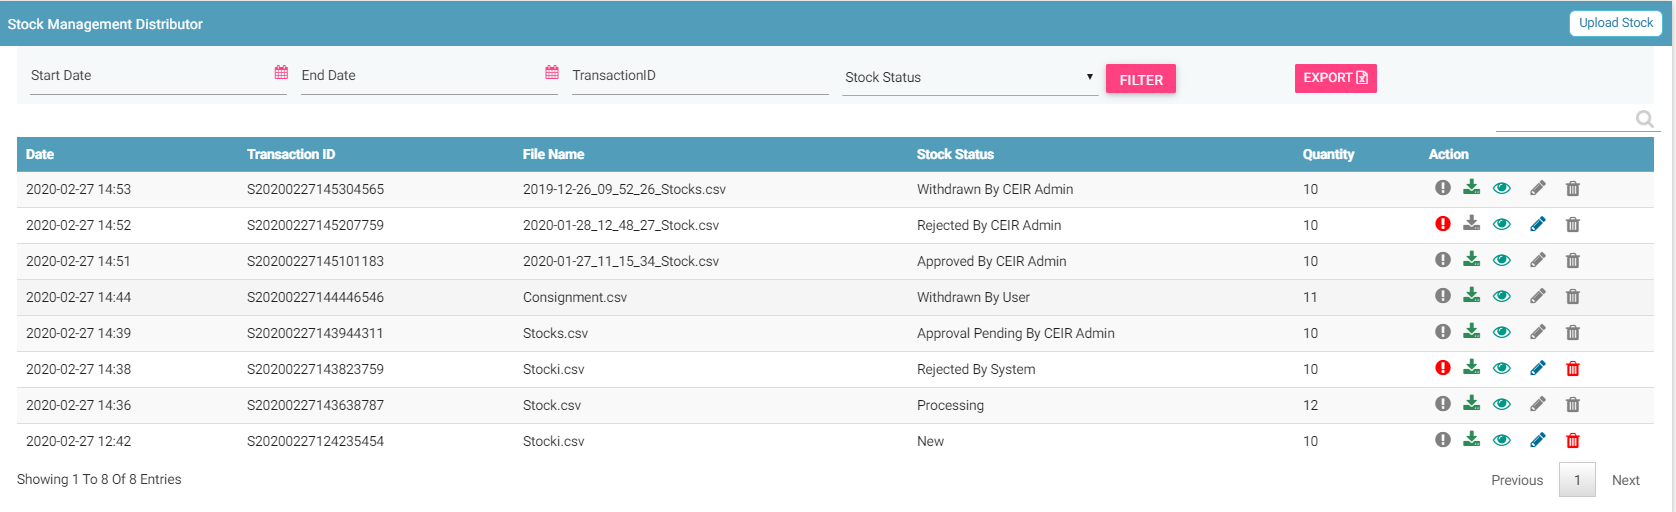 Stock Management Distributor Upload Stock
Start Date End Date TransactionID Stock Status FILTER EXPORT
Date Transaction ID File Name Stock Status Quantity Action
2020-02-27 14:53 S20200227145304565 2019-12-26_09_52_26_Stocks.csv Withdrawn By CEIR Admin 10
2020-02-27 14:52 S20200227145207759 2020-01-28_12_48_27_Stock.csv Rejected By CEIR Admin 10
2020-02-27 14:51 S20200227145101183 2020-01-27_11_15_34_Stock.csv Approved By CEIR Admin 10
2020-02-27 14:44 S20200227144446546 Consignment.csv Withdrawn By User 11
2020-02-27 14:39 S20200227143944311 Stocks.csv Approval Pending By CEIR Admin 10
2020-02-27 14:38 S20200227143823759 Stocki.csv Rejected By System 10
2020-02-27 14:36 S20200227143638787 Stock.csv Processing 12
2020-02-27 12:42 S20200227124235454 Stocki.csv New 10
Showing 1 To 8 Of 8 Entries Previous 1 Next